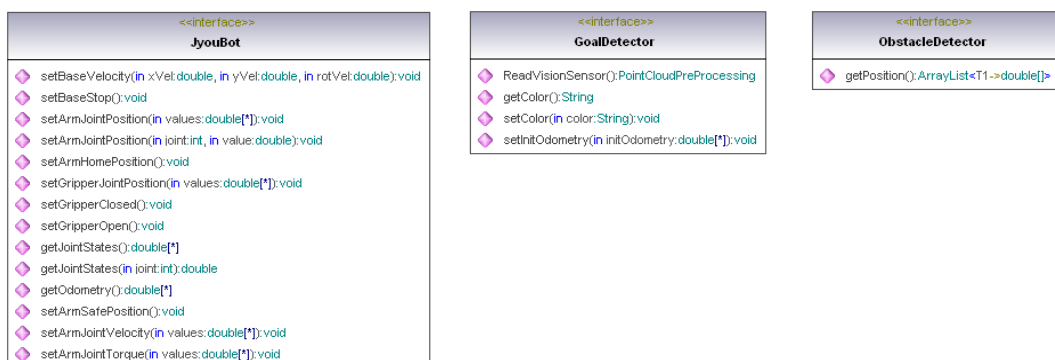 <<interface>>
JyouBot
setBaseVelocity(in xVel:double, in yVel:double, in rotVel:double):void
setBaseStop():void
setArmJointPosition(in values:double[*]):void
setArmJointPosition(in joint:int, in value:double):void
setArmHomePosition():void
setGripperJointPosition(in values:double[*]):void
setGripperClosed():void
setGripperOpen():void
getJointStates():double[*]
getJointStates(in joint:int):double
getOdometry():double[*]
setArmSafePosition():void
setArmJointVelocity(in values:double[*]):void
setArmJointTorque(in values:double[*]):void
<<interface>>
GoalDetector
ReadVisionSensor():PointCloudPreProcessing
getColor():String
setColor(in color:String):void
setInitOdometry(in initOdometry:double[*]):void
<<interface>>
ObstacleDetector
getPosition():ArrayList<T1->double[]>